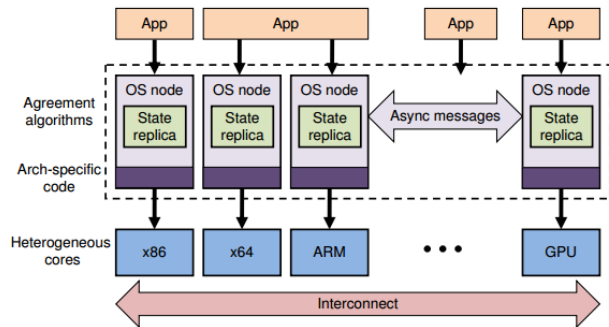 App
App
App
App
Agreement
algorithms
OS node
State
replica
OS node
State
replica
OS node
State
replica
Async messages
OS node
State
replica
Arch-specific
code
Heterogeneous
cores
x86
x64
ARM
GPU
Interconnect